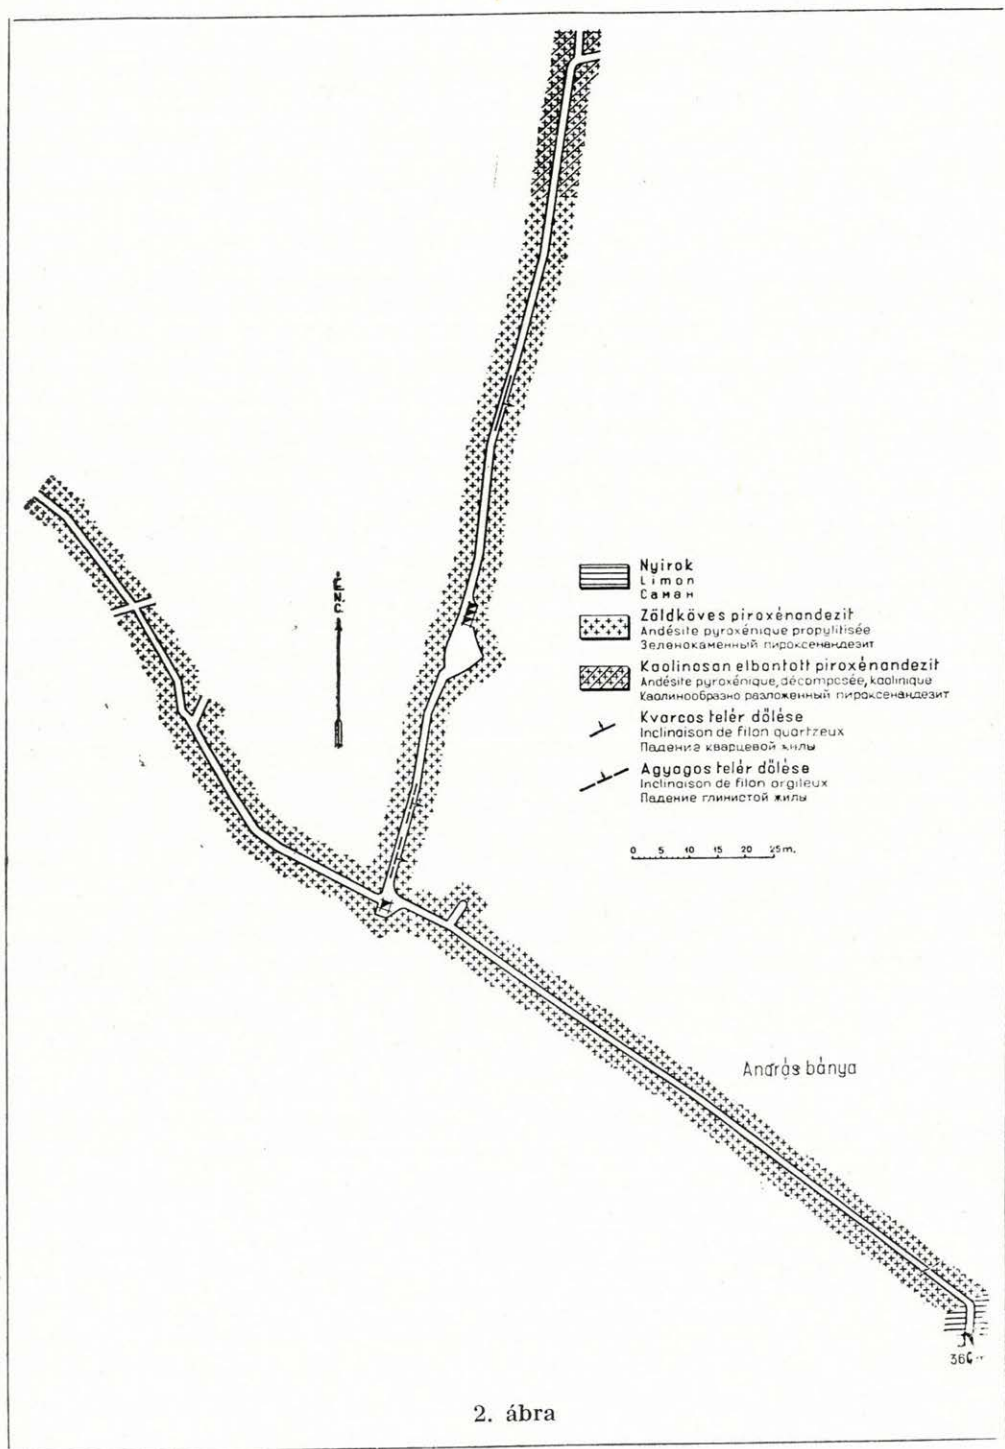 É.
N.
С.
Nyirok
Limon
Саман
Zöldköves piroxénandezit
Andésite pyroxénique propylitisée
Зеленокаменный пироксенандезит
Kaolinosan elbontott piroxénandezit
Andésite pyroxénique, décomposée, kaolinique
Каолинообразно разложенный пироксенандезит
Kvarcos telér dőlése
Inclinaison de filon quartzeux
Падение кварцевой жилы
Agyagos telér dőlése
Inclinaison de filon argileux
Падение глинистой жилы
0 5 10 15 20 25m.
András bánya
2. ábra